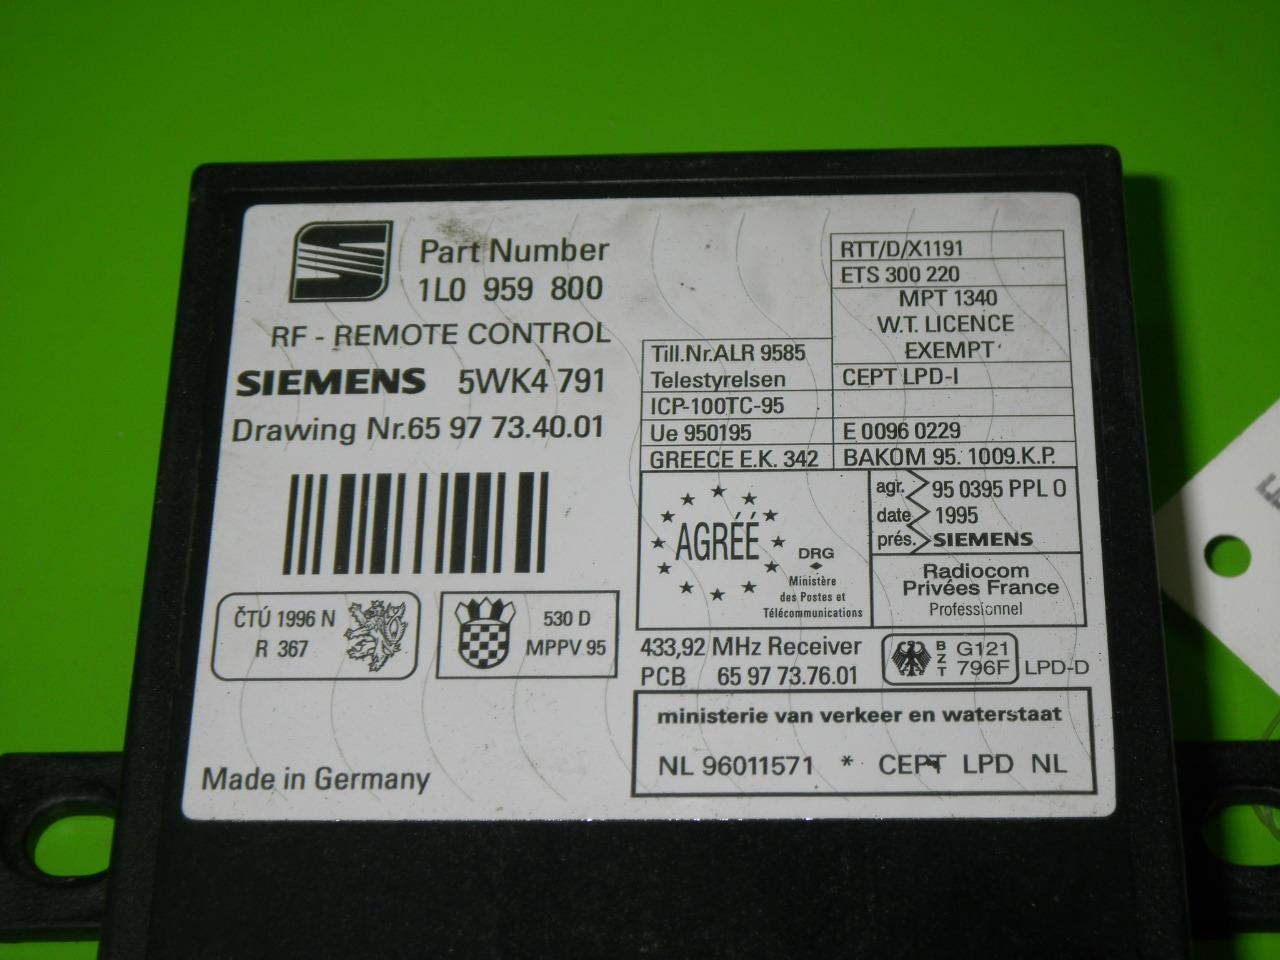 Part Number
1L0 959 800
RF - REMOTE CONTROL
SIEMENS 5WK4 791
Drawing Nr.65 97 73.40.01
ČTÚ 1996 N
R 367
530 D
MPPV 95
Made in Germany
RTT/D/X1191
ETS 300 220
MPT 1340
W.T. LICENCE
EXEMPT
Till.Nr.ALR 9585
Telestyrelsen
CEPT LPD-I
ICP-100TC-95
Ue 950195
E 0096 0229
GREECE E.K. 342
BAKOM 95. 1009.K.P.
AGRÉÉ
DRG
Ministère
des Postes et
Télécommunications
agr. 95 0395 PPL 0
date 1995
prés. SIEMENS
Radiocom
Privées France
Professionnel
433,92 MHz Receiver
PCB 65 97 73.76.01
BZT
G121
796F
LPD-D
ministerie van verkeer en waterstaat
NL 96011571 * CEPT LPD NL